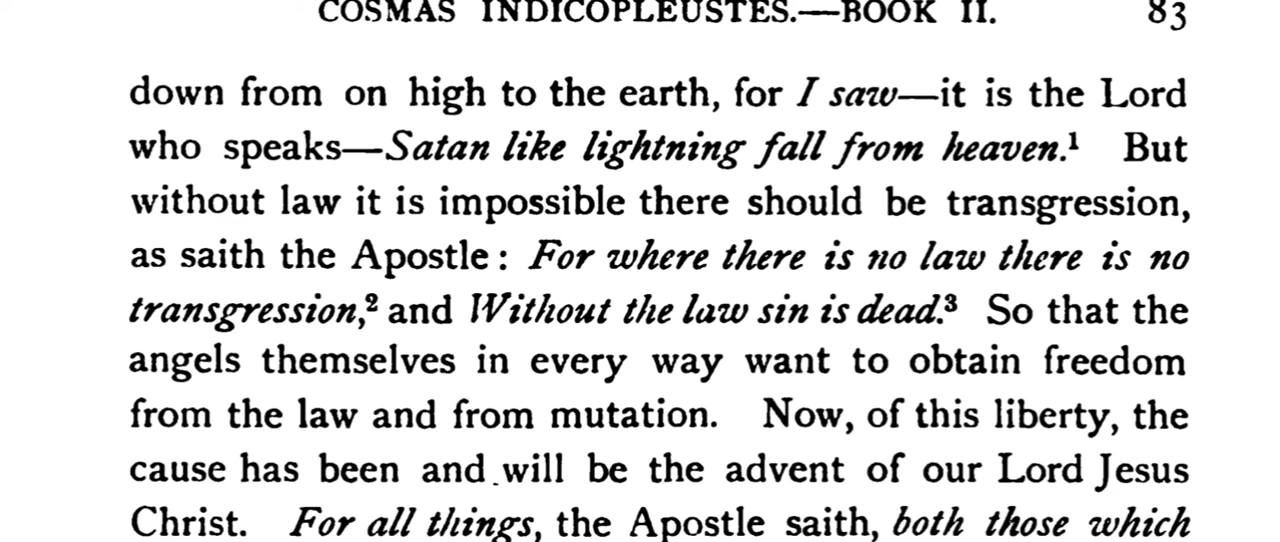 COSMAS INDICOPLEUSTES.—BOOK II. 83
down from on high to the earth, for I saw—it is the Lord
who speaks—Satan like lightning fall from heaven.¹ But
without law it is impossible there should be transgression,
as saith the Apostle : For where there is no law there is no
transgression,² and Without the law sin is dead.³ So that the
angels themselves in every way want to obtain freedom
from the law and from mutation. Now, of this liberty, the
cause has been and will be the advent of our Lord Jesus
Christ. For all things, the Apostle saith, both those which